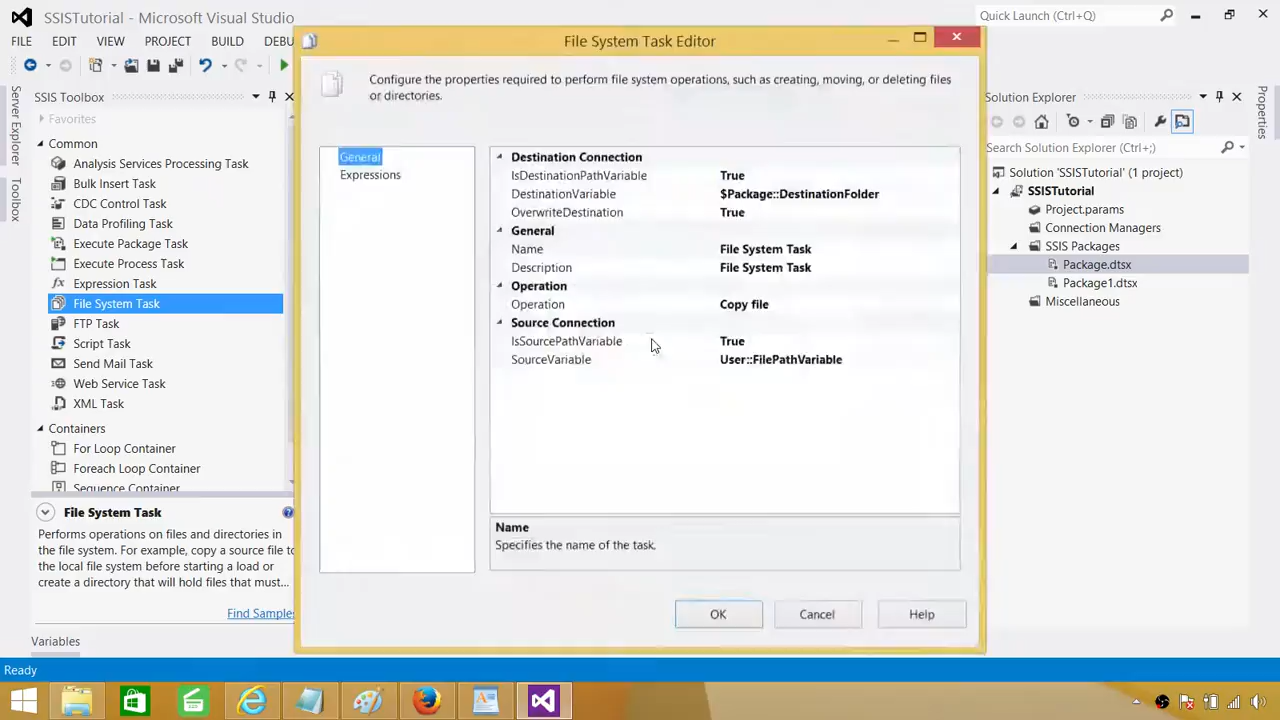 SSISTutorial - Microsoft Visual Studio
Quick Launch (Ctrl+Q)
FILE EDIT VIEW PROJECT BUILD DEBU
File System Task Editor
SSIS Toolbox
Favorites
Common
Analysis Services Processing Task
Bulk Insert Task
CDC Control Task
Data Profiling Task
Execute Package Task
Execute Process Task
Expression Task
File System Task
FTP Task
Script Task
Send Mail Task
Web Service Task
XML Task
Containers
For Loop Container
Foreach Loop Container
Sequence Container
File System Task
Performs operations on files and directories in
the file system. For example, copy a source file to
the local file system before starting a load or
create a directory that will hold files that must...
Find Samples
Variables
Ready
Server Explorer
Toolbox
Configure the properties required to perform file system operations, such as creating, moving, or deleting files
or directories.
General
Expressions
Destination Connection
IsDestinationPathVariable True
DestinationVariable $Package::DestinationFolder
OverwriteDestination True
General
Name File System Task
Description File System Task
Operation
Operation Copy file
Source Connection
IsSourcePathVariable True
SourceVariable User::FilePathVariable
Name
Specifies the name of the task.
OK Cancel Help
Solution Explorer
Search Solution Explorer (Ctrl+;)
Solution 'SSISTutorial' (1 project)
SSISTutorial
Project.params
Connection Managers
SSIS Packages
Package.dtsx
Package1.dtsx
Miscellaneous
Properties